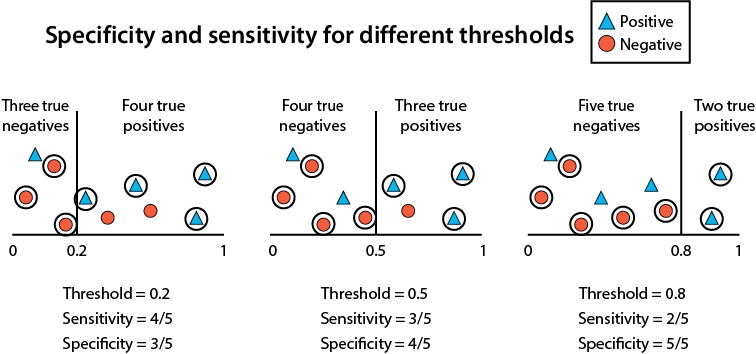 Specificity and sensitivity for different thresholds
Positive
Negative
Three true
negatives
Four true
positives
0
0.2
1
Threshold = 0.2
Sensitivity = 4/5
Specificity = 3/5
Four true
negatives
Three true
positives
0
0.5
1
Threshold = 0.5
Sensitivity = 3/5
Specificity = 4/5
Five true
negatives
Two true
positives
0
0.8
1
Threshold = 0.8
Sensitivity = 2/5
Specificity = 5/5